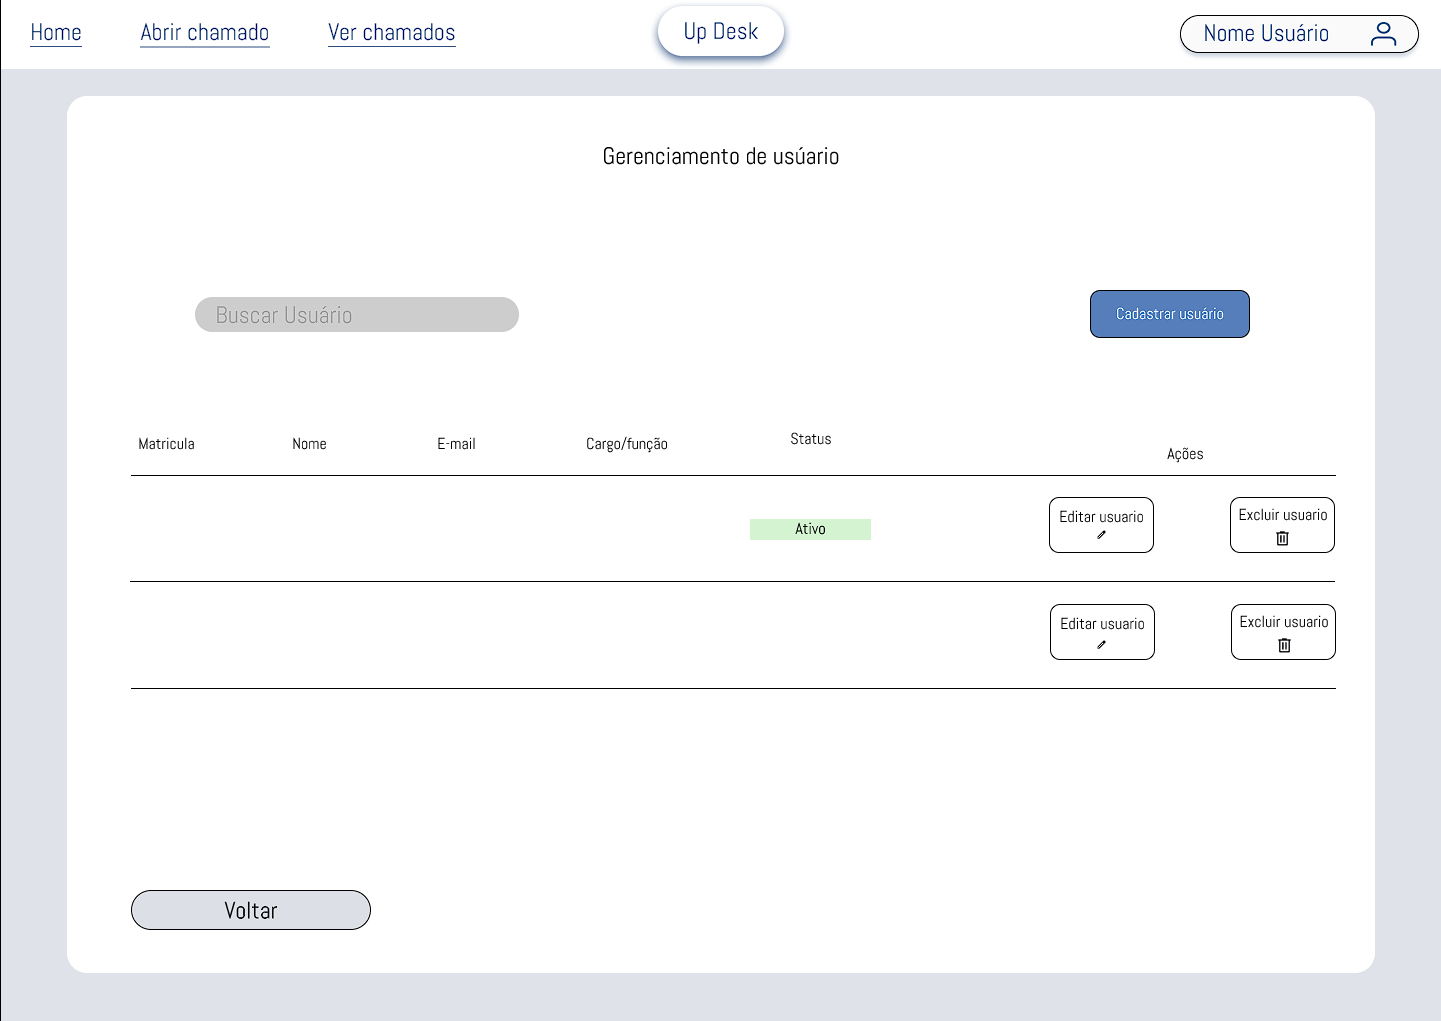 Home Abrir chamado Ver chamados Up Desk Nome Usuário
Gerenciamento de usúario
Buscar Usuário Cadastrar usuário
Matricula Nome E-mail Cargo/função Status Ações
Ativo Editar usuario Excluir usuario
Editar usuario Excluir usuario
Voltar